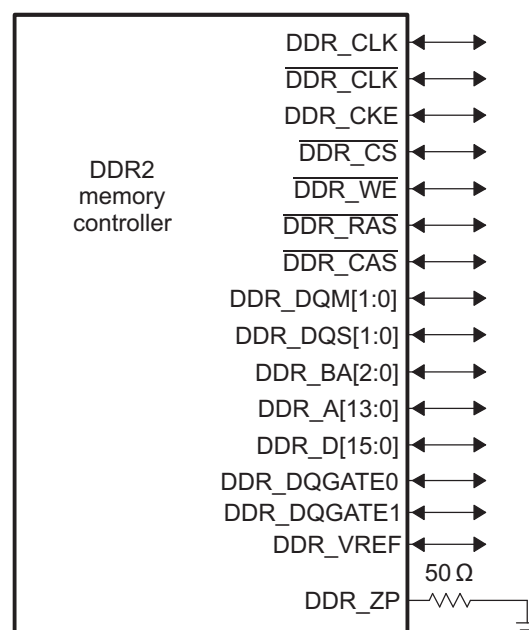 DDR_CLK
DDR_CLK
DDR_CKE
DDR_CS
DDR2
memory
controller
DDR_WE
DDR_RAS
DDR_CAS
DDR_DQM[1:0]
DDR_DQS[1:0]
DDR_BA[2:0]
DDR_A[13:0]
DDR_D[15:0]
DDR_DQGATE0
DDR_DQGATE1
DDR_VREF
50 Ω
DDR_ZP